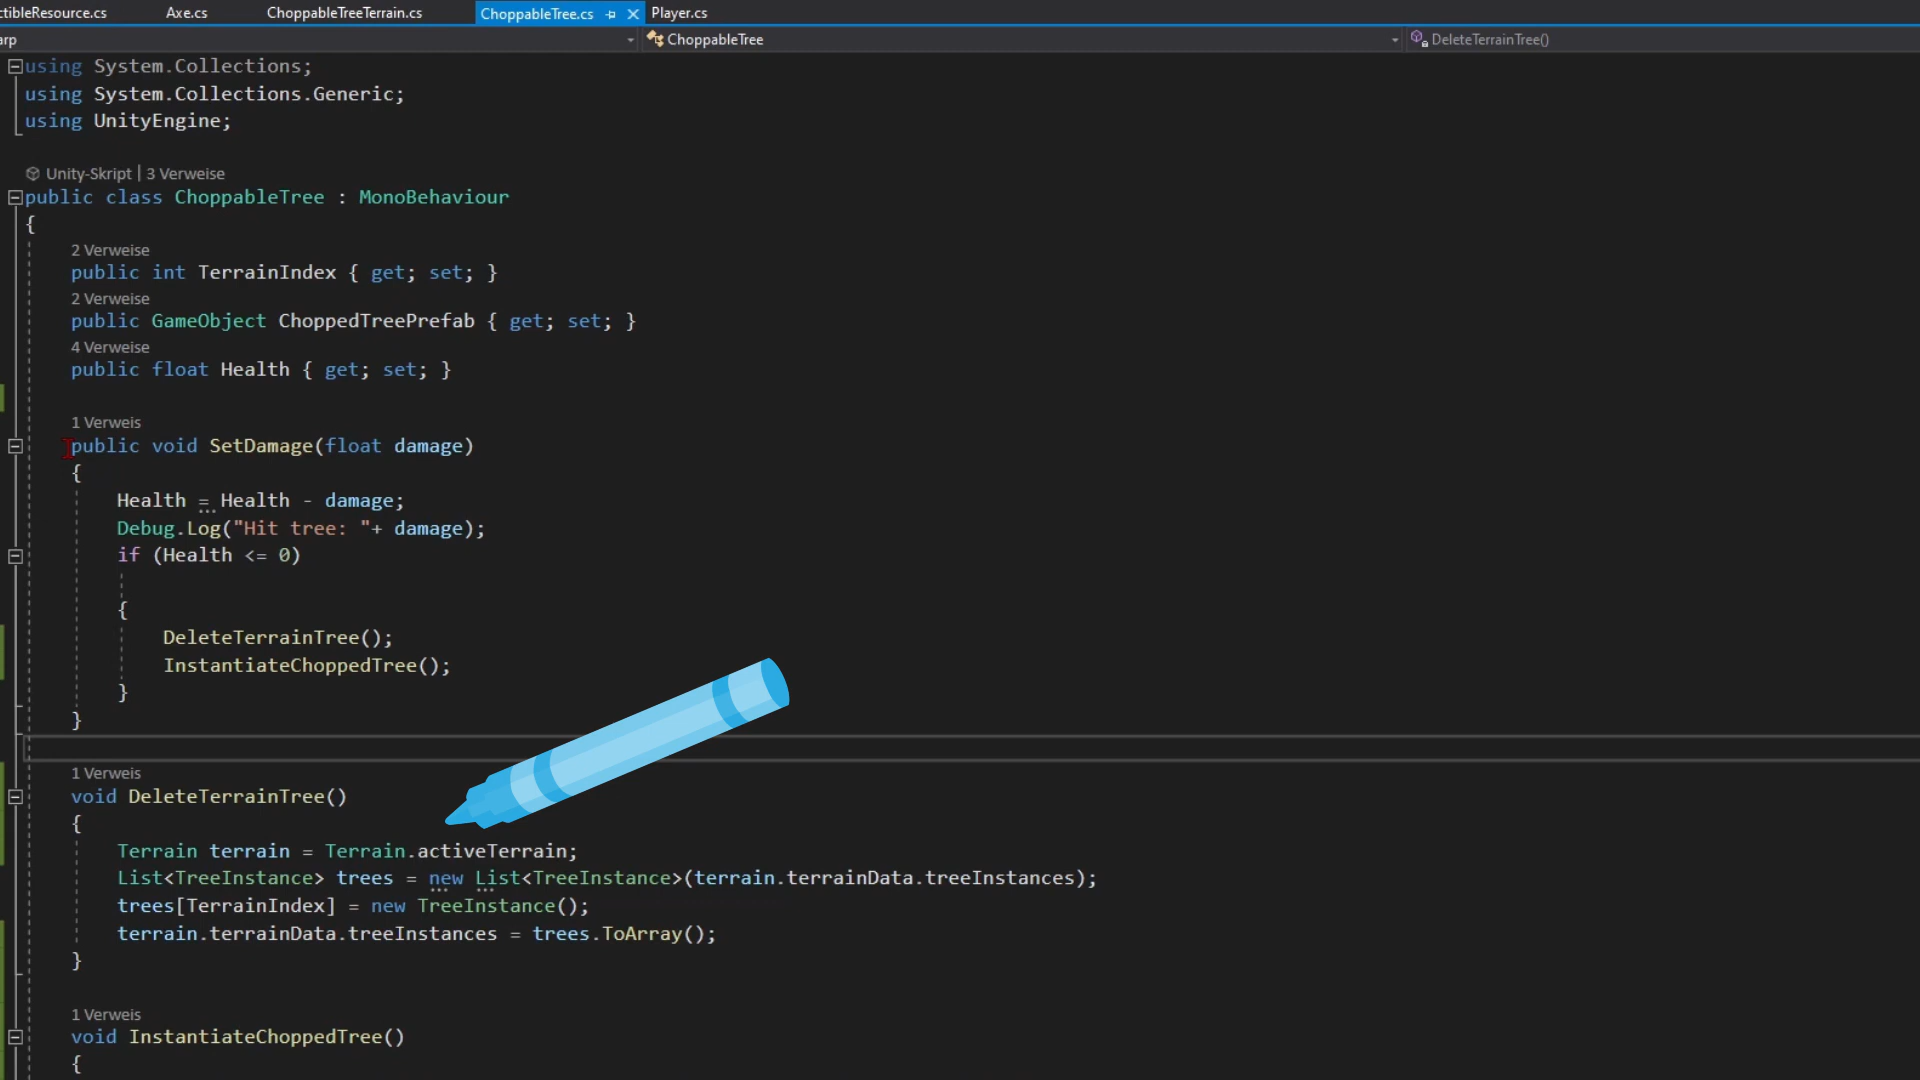 ctibleResource.cs Axe.cs ChoppableTreeTerrain.cs ChoppableTree.cs Player.cs
arp ChoppableTree DeleteTerrainTree()
using System.Collections;
using System.Collections.Generic;
using UnityEngine;
Unity-Skript | 3 Verweise
public class ChoppableTree : MonoBehaviour
{
2 Verweise
public int TerrainIndex { get; set; }
2 Verweise
public GameObject ChoppedTreePrefab { get; set; }
4 Verweise
public float Health { get; set; }
1 Verweis
public void SetDamage(float damage)
{
Health = Health - damage;
Debug.Log("Hit tree: "+ damage);
if (Health <= 0)
{
DeleteTerrainTree();
InstantiateChoppedTree();
}
}
1 Verweis
void DeleteTerrainTree()
{
Terrain terrain = Terrain.activeTerrain;
List<TreeInstance> trees = new List<TreeInstance>(terrain.terrainData.treeInstances);
trees[TerrainIndex] = new TreeInstance();
terrain.terrainData.treeInstances = trees.ToArray();
}
1 Verweis
void InstantiateChoppedTree()
{